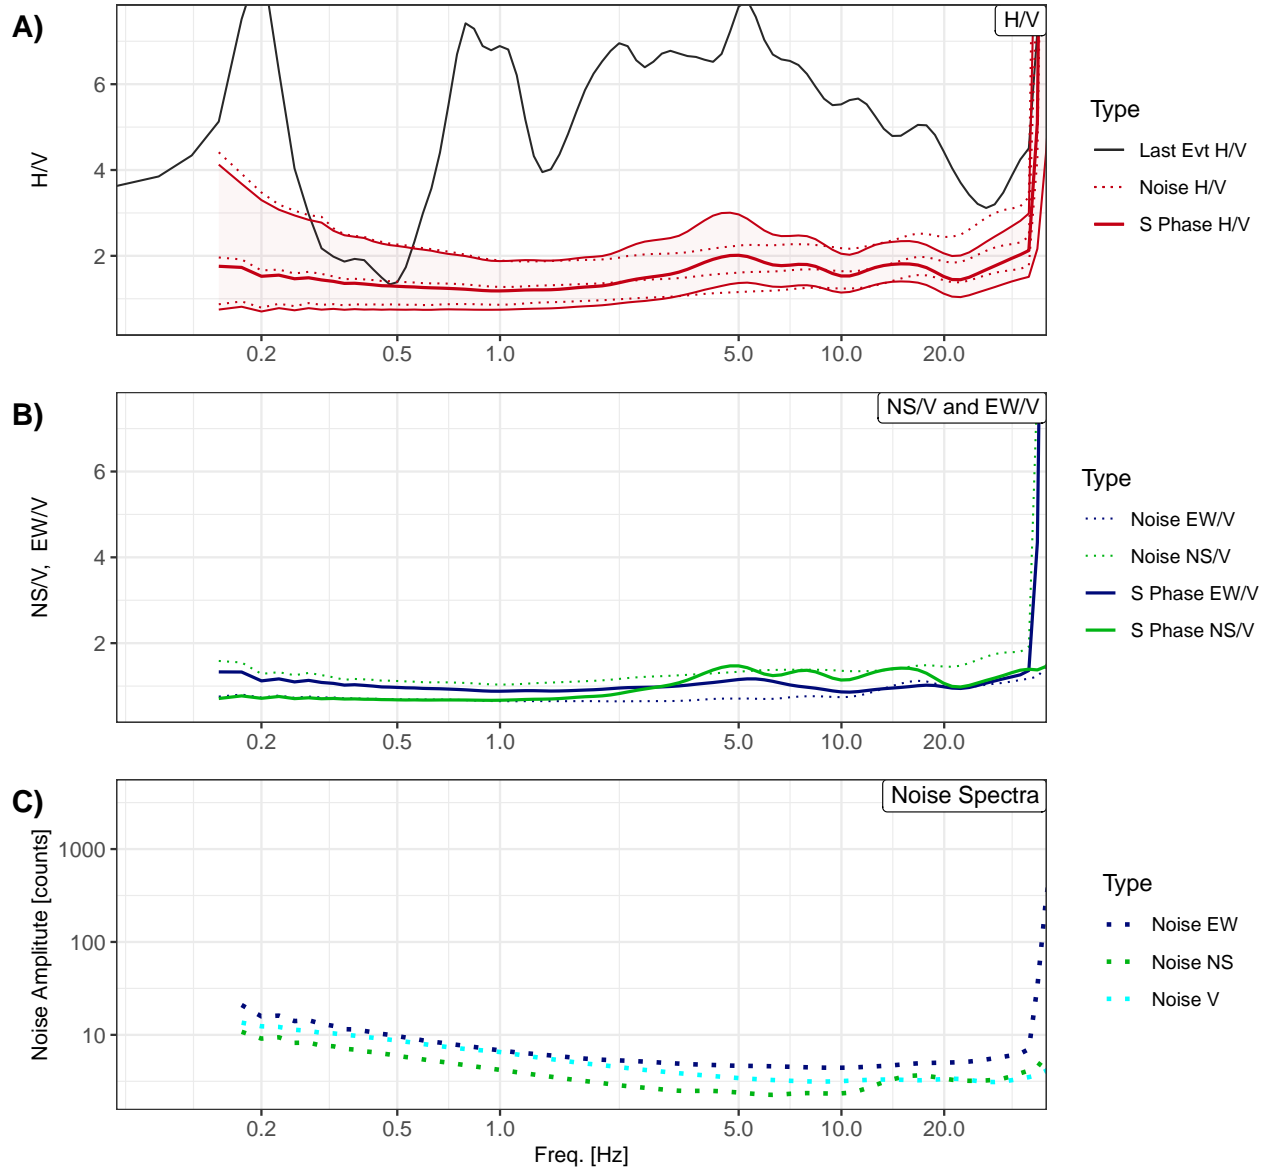 A)
H/V
H/V
6
4
2
0.2 0.5 1.0 5.0 10.0 20.0
Type
Last Evt H/V
Noise H/V
S Phase H/V
B)
NS/V and EW/V
NS/V, EW/V
6
4
2
0.2 0.5 1.0 5.0 10.0 20.0
Type
Noise EW/V
Noise NS/V
S Phase EW/V
S Phase NS/V
C)
Noise Spectra
Noise Amplitute [counts]
1000
100
10
0.2 0.5 1.0 5.0 10.0 20.0
Freq. [Hz]
Type
Noise EW
Noise NS
Noise V